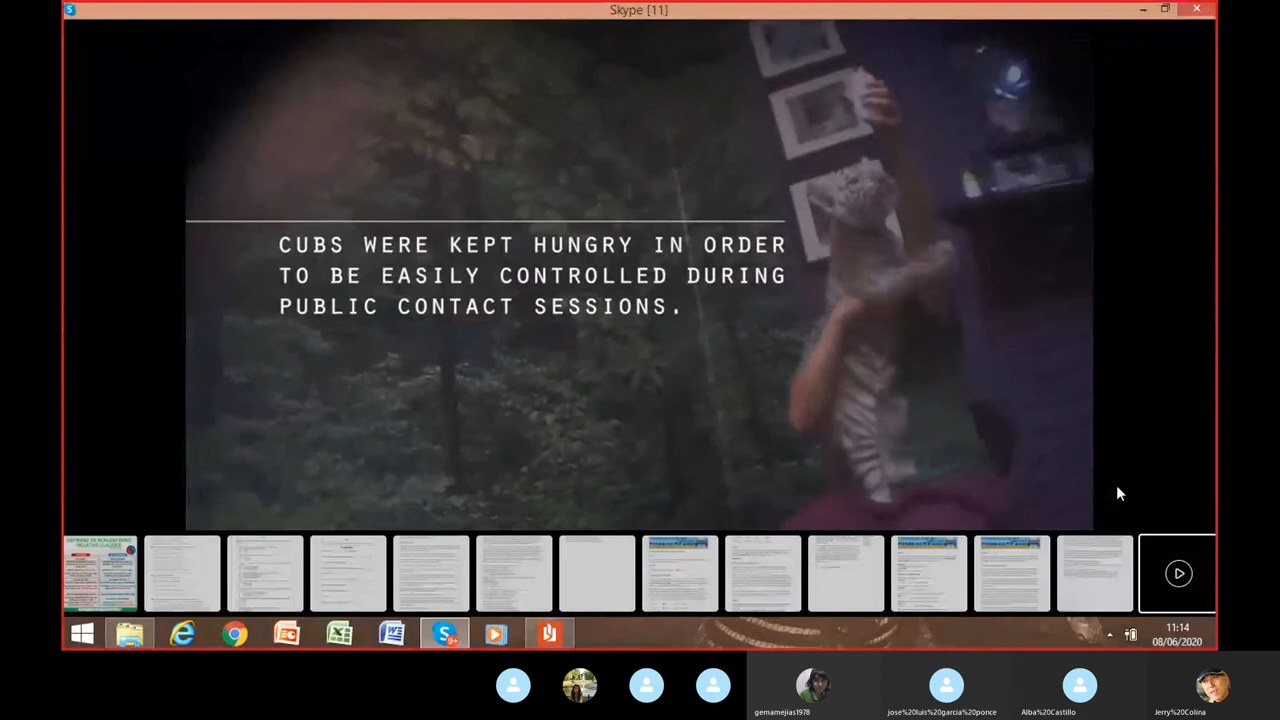 Skype [11]
CUBS WERE KEPT HUNGRY IN ORDER
TO BE EASILY CONTROLLED DURING
PUBLIC CONTACT SESSIONS.
9+
11:14
08/06/2020
gemamejias1978
jose%20luis%20garcia%20ponce
Alba%20Castillo
Jerry%20Colina